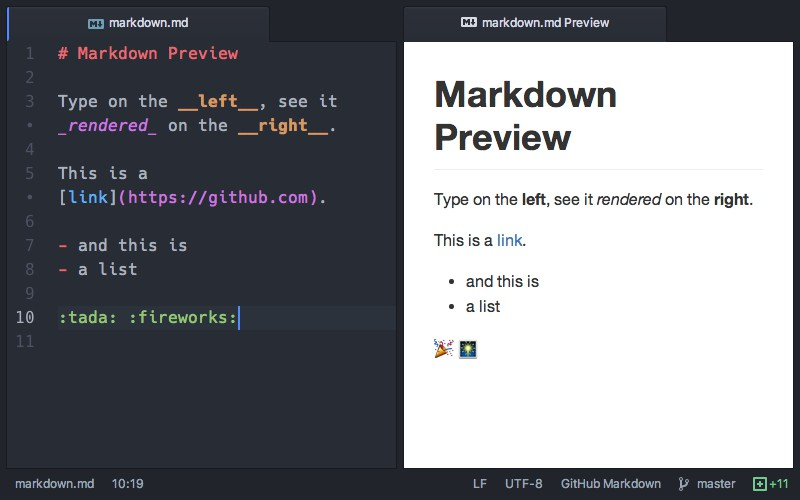 markdown.md
markdown.md Preview
1 # Markdown Preview
2
3 Type on the __left__, see it
• _rendered_ on the __right__.
4
5 This is a
• [link](https://github.com).
6
7 - and this is
8 - a list
9
10 :tada: :fireworks:
11
Markdown
Preview
Type on the left, see it rendered on the right.
This is a link.
• and this is
• a list
🎉 🎆
markdown.md 10:19
LF UTF-8 GitHub Markdown master +11